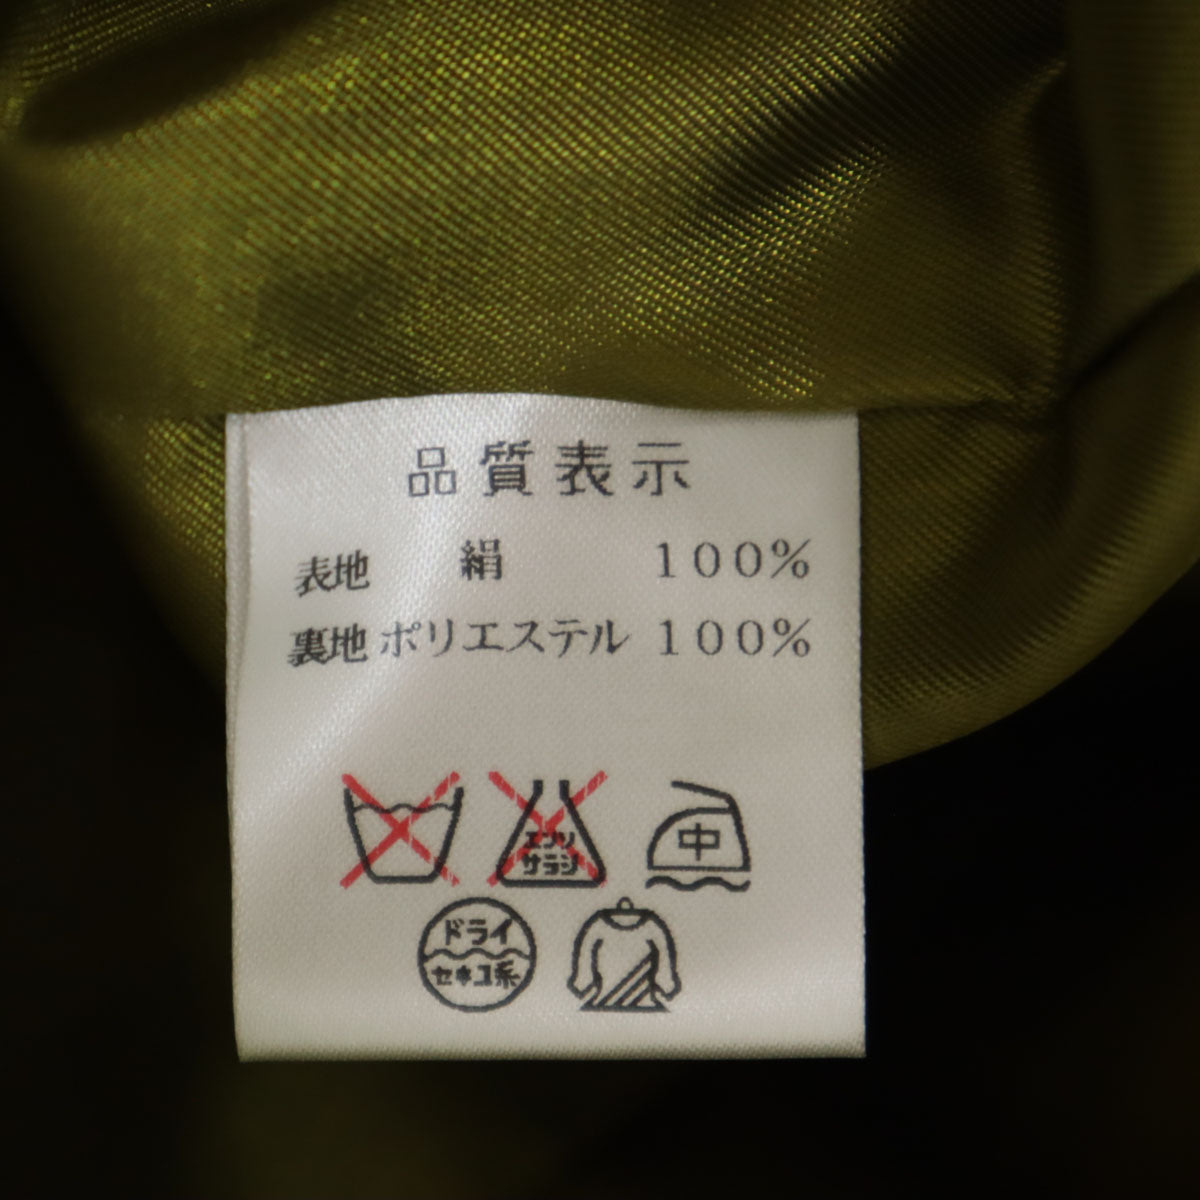 品質表示
表地 絹 100%
裏地 ポリエステル 100%
エンソ
サラシ
中
ドライ
セキユ系